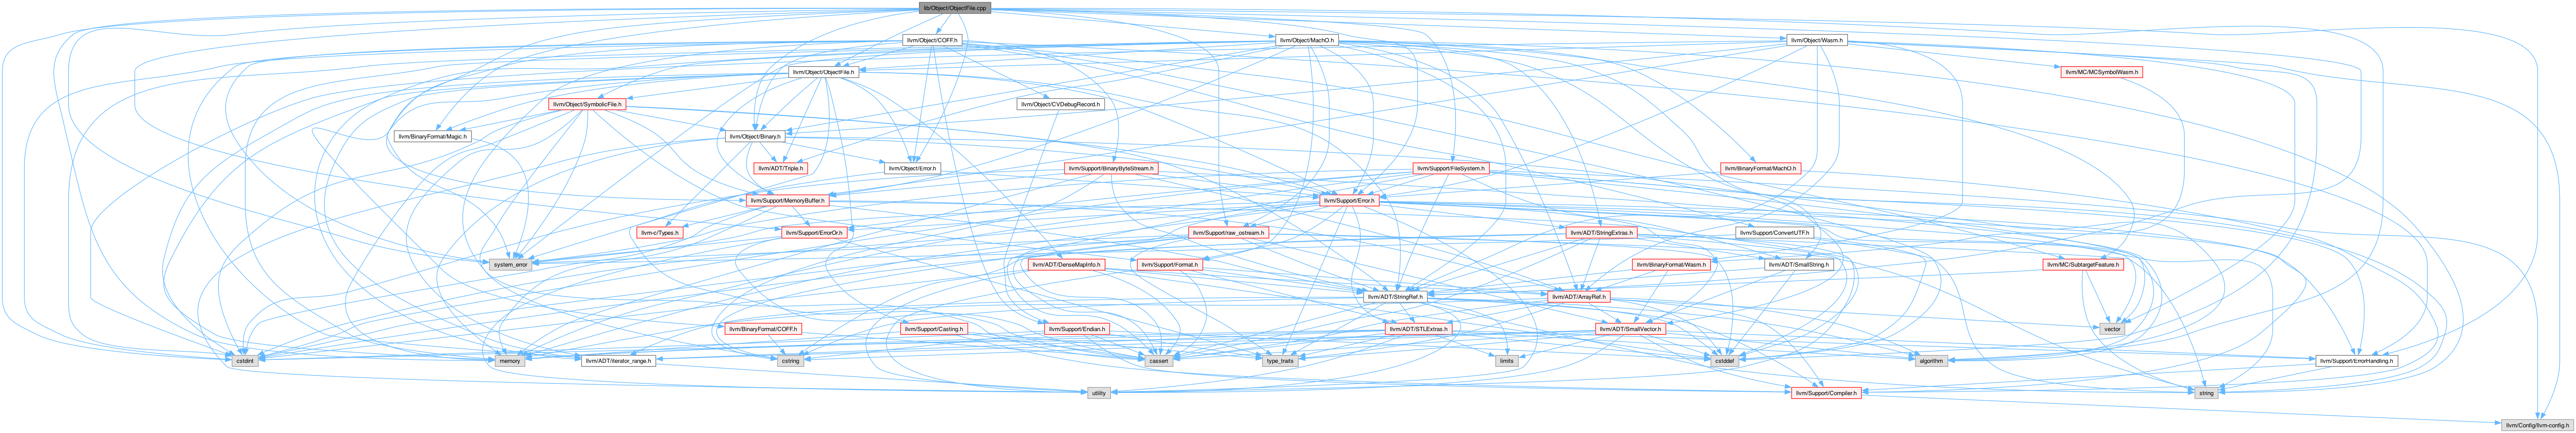 lib/Object/ObjectFile.cpp
llvm/Object/COFF.h
llvm/Object/MachO.h
llvm/Object/Wasm.h
llvm/Object/ObjectFile.h
llvm/MC/MCSymbolWasm.h
llvm/Object/SymbolicFile.h
llvm/Object/CVDebugRecord.h
llvm/BinaryFormat/Magic.h
llvm/Object/Binary.h
llvm/ADT/Triple.h
llvm/Object/Error.h
llvm/Support/BinaryByteStream.h
llvm/Support/FileSystem.h
llvm/BinaryFormat/MachO.h
llvm/Support/MemoryBuffer.h
llvm/Support/Error.h
llvm-c/Types.h
llvm/Support/ErrorOr.h
llvm/Support/raw_ostream.h
llvm/ADT/StringExtras.h
llvm/Support/ConvertUTF.h
system_error
llvm/ADT/DenseMapInfo.h
llvm/Support/Format.h
llvm/BinaryFormat/Wasm.h
llvm/ADT/SmallString.h
llvm/MC/SubtargetFeature.h
llvm/ADT/StringRef.h
llvm/ADT/ArrayRef.h
llvm/BinaryFormat/COFF.h
llvm/Support/Casting.h
llvm/Support/Endian.h
llvm/ADT/STLExtras.h
llvm/ADT/SmallVector.h
vector
cstdint
memory
llvm/ADT/iterator_range.h
cstring
cassert
type_traits
limits
cstddef
algorithm
llvm/Support/ErrorHandling.h
utility
llvm/Support/Compiler.h
string
llvm/Config/llvm-config.h